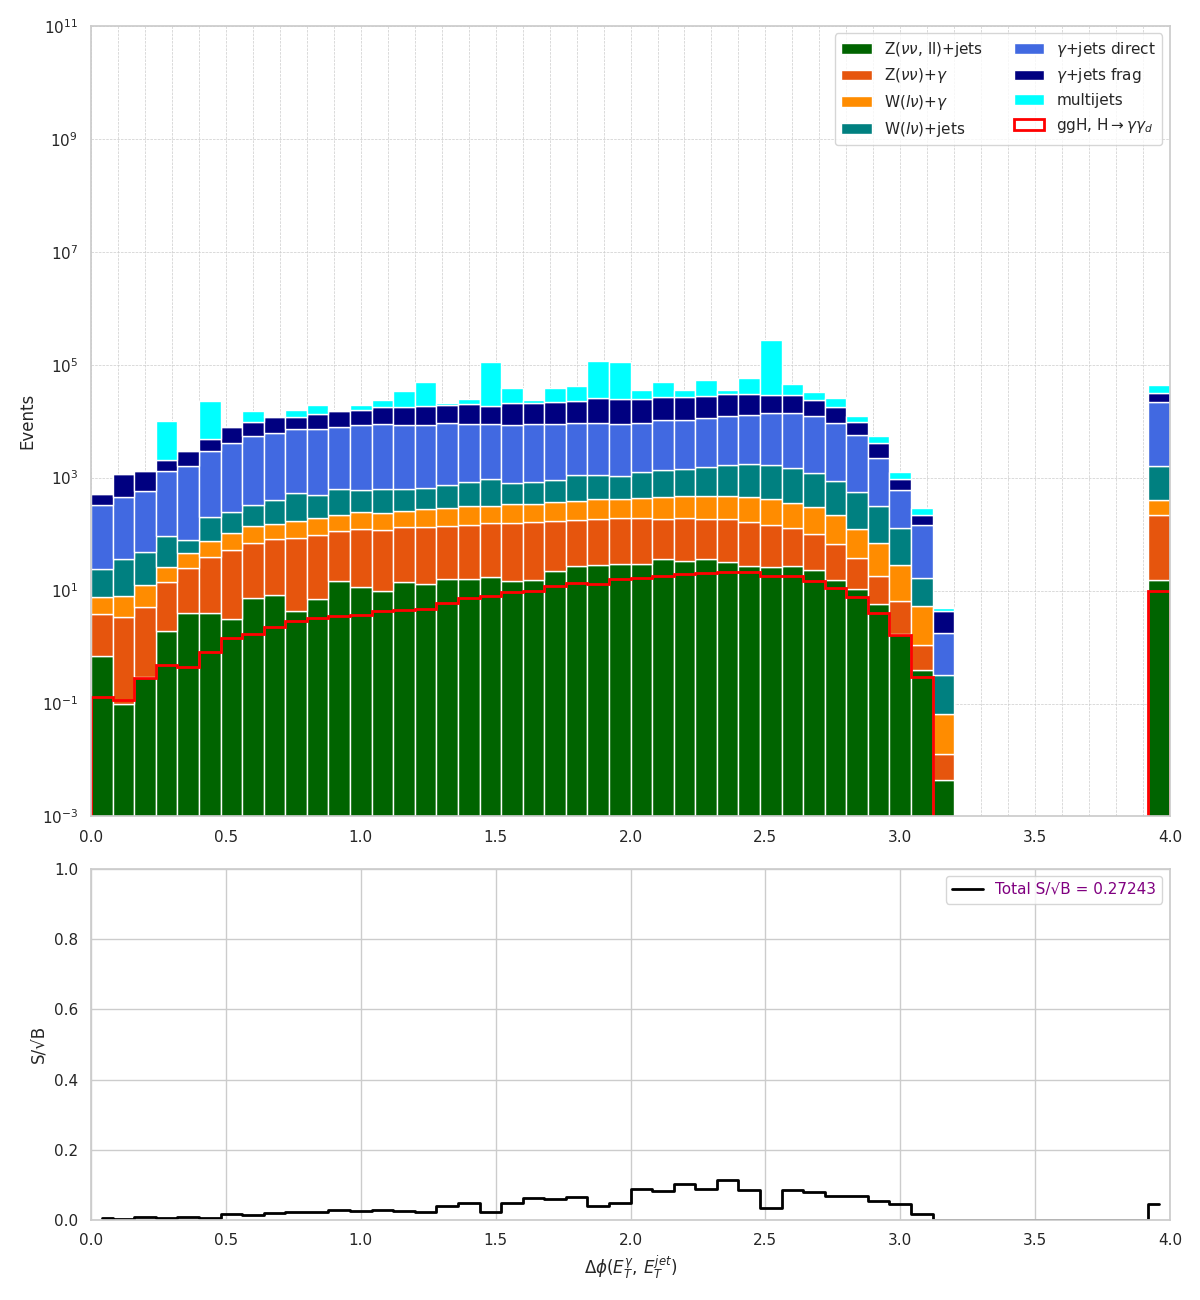 10^11
10^9
10^7
10^5
10^3
10^1
10^−1
10^−3
Events
Z(νν, ll)+jets
Z(νν)+γ
W(lν)+γ
W(lν)+jets
γ+jets direct
γ+jets frag
multijets
ggH, H→γγ_d
0.0 0.5 1.0 1.5 2.0 2.5 3.0 3.5 4.0
1.0
0.8
0.6
0.4
0.2
0.0
S/√B
Total S/√B = 0.27243
0.0 0.5 1.0 1.5 2.0 2.5 3.0 3.5 4.0
Δϕ(E_T^γ, E_T^jet)